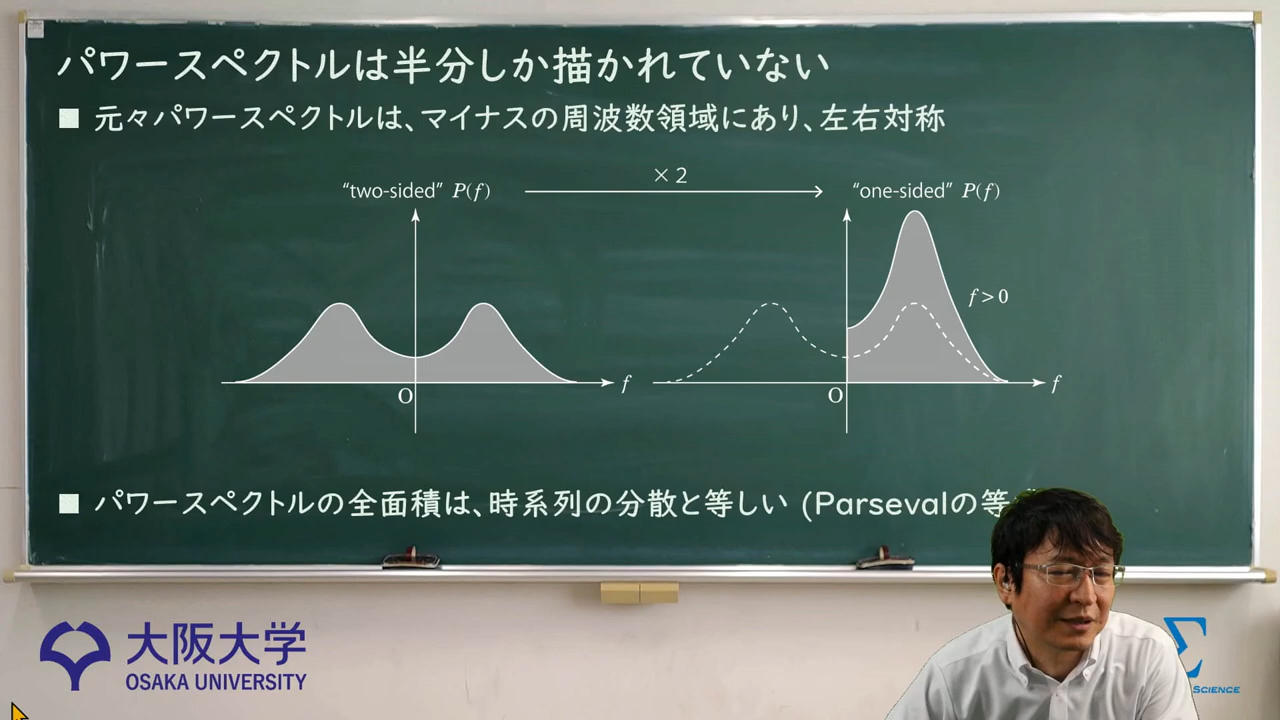 パワースペクトルは半分しか描かれていない
■ 元々パワースペクトルは、マイナスの周波数領域にあり、左右対称
“two-sided” P(f)
× 2
“one-sided” P(f)
f > 0
O
f
O
f
■ パワースペクトルの全面積は、時系列の分散と等しい (Parsevalの等
大阪大学
OSAKA UNIVERSITY
Σ
SCIENCE